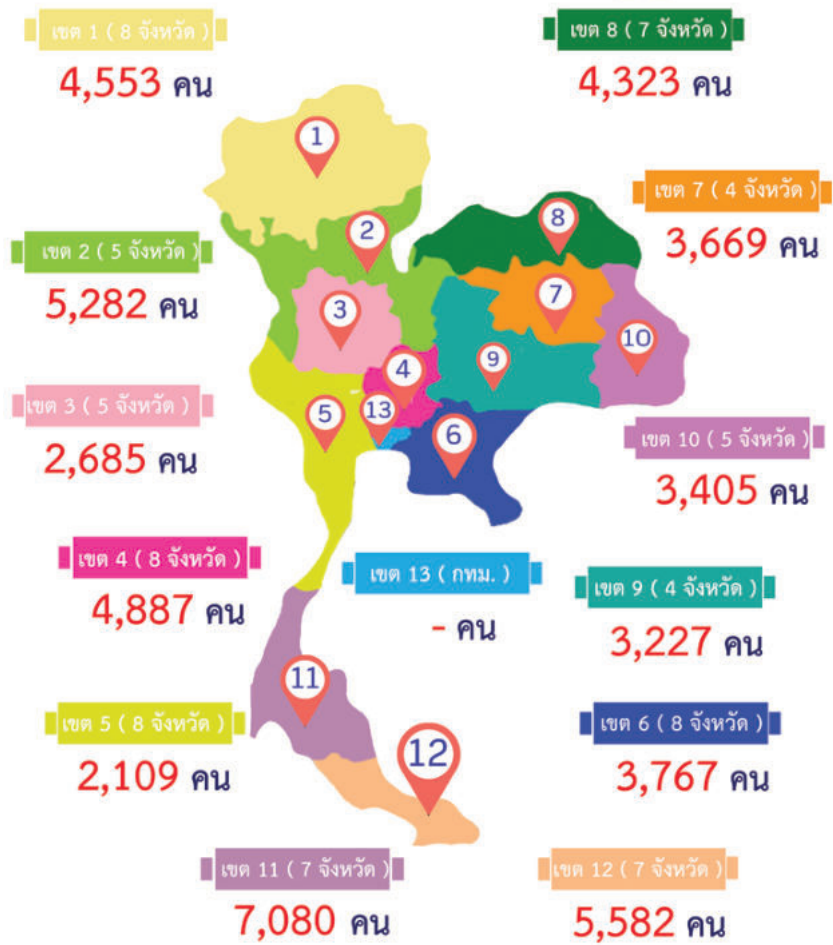 เขต 1 ( 8 จังหวัด )
4,553 คน
เขต 8 ( 7 จังหวัด )
4,323 คน
1
เขต 7 ( 4 จังหวัด )
3,669 คน
8
2
เขต 2 ( 5 จังหวัด )
5,282 คน
7
3
10
9
4
เขต 3 ( 5 จังหวัด )
2,685 คน
5
13
6
เขต 10 ( 5 จังหวัด )
3,405 คน
เขต 4 ( 8 จังหวัด )
4,887 คน
เขต 13 ( กทม. )
- คน
เขต 9 ( 4 จังหวัด )
3,227 คน
11
เขต 5 ( 8 จังหวัด )
2,109 คน
12
เขต 6 ( 8 จังหวัด )
3,767 คน
เขต 11 ( 7 จังหวัด )
7,080 คน
เขต 12 ( 7 จังหวัด )
5,582 คน